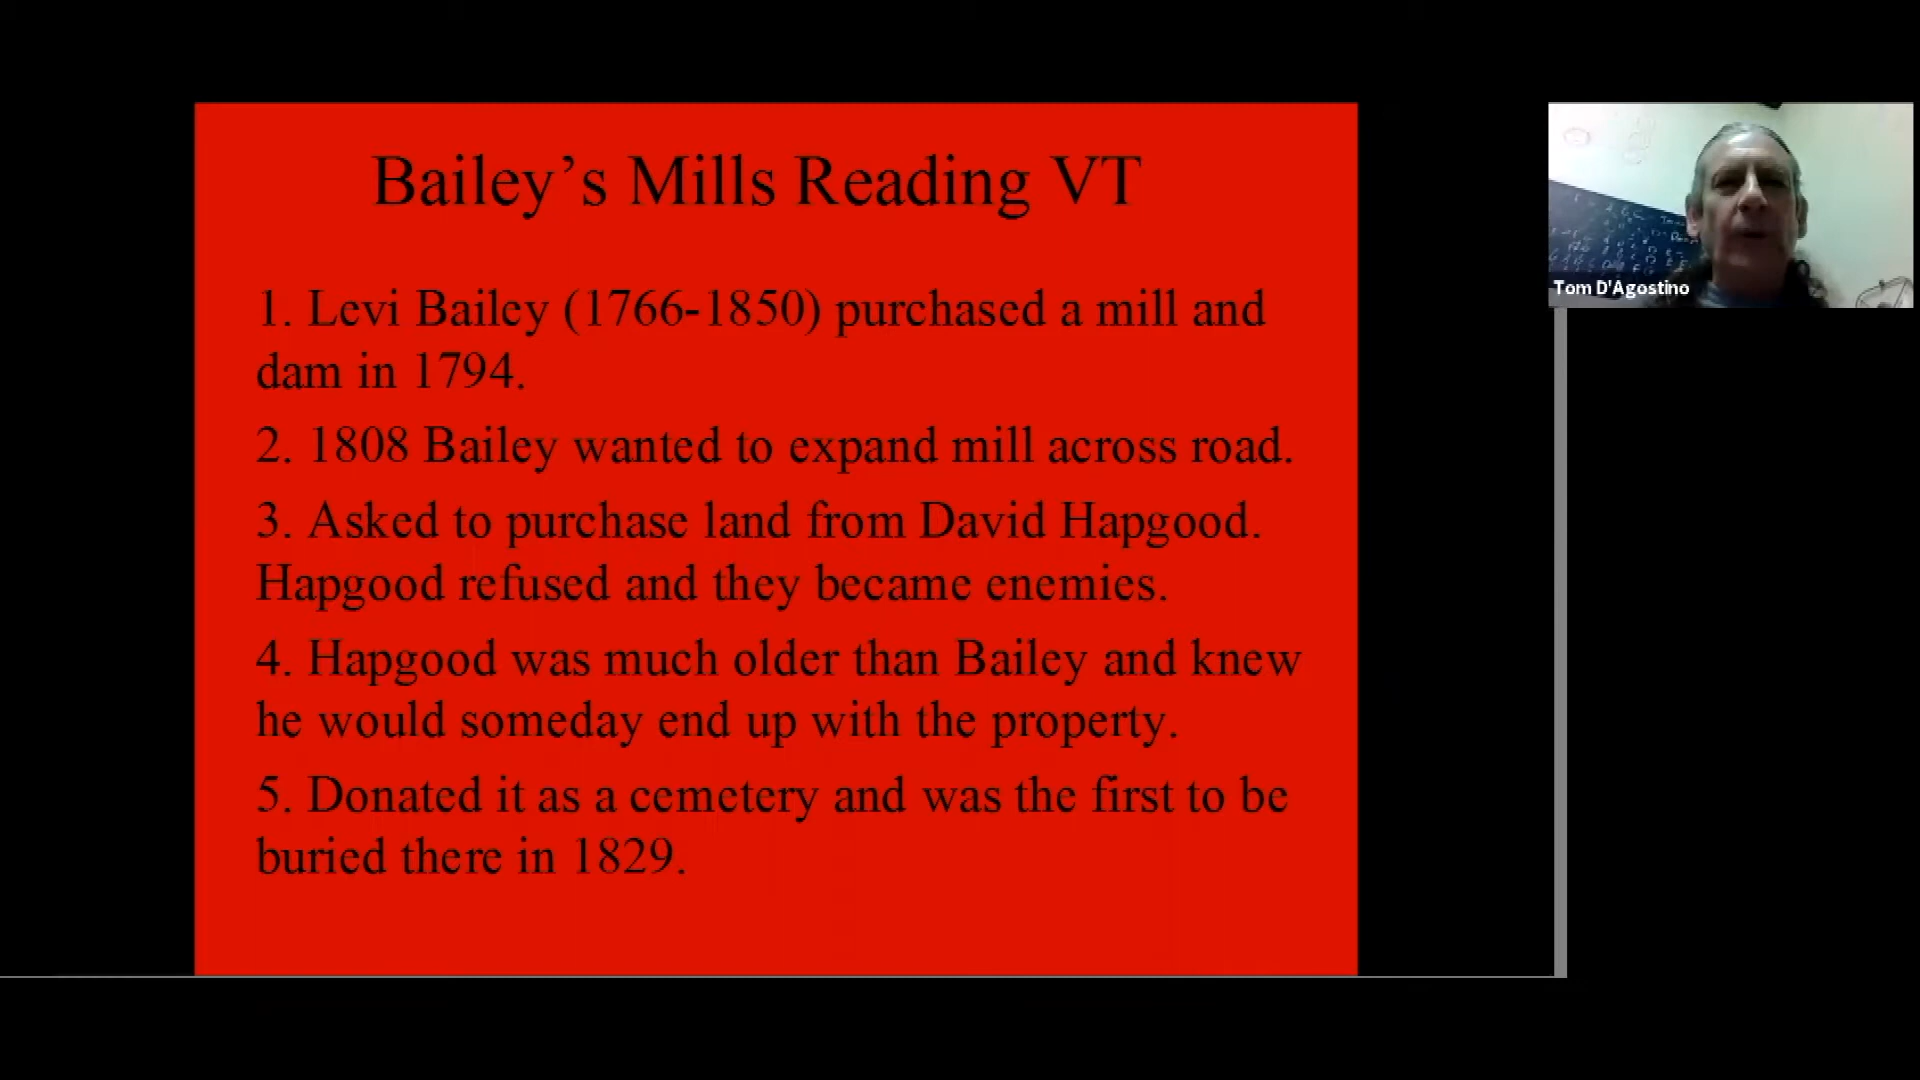 Bailey’s Mills Reading VT
1. Levi Bailey (1766-1850) purchased a mill and
dam in 1794.
2. 1808 Bailey wanted to expand mill across road.
3. Asked to purchase land from David Hapgood.
Hapgood refused and they became enemies.
4. Hapgood was much older than Bailey and knew
he would someday end up with the property.
5. Donated it as a cemetery and was the first to be
buried there in 1829.
Tom D'Agostino